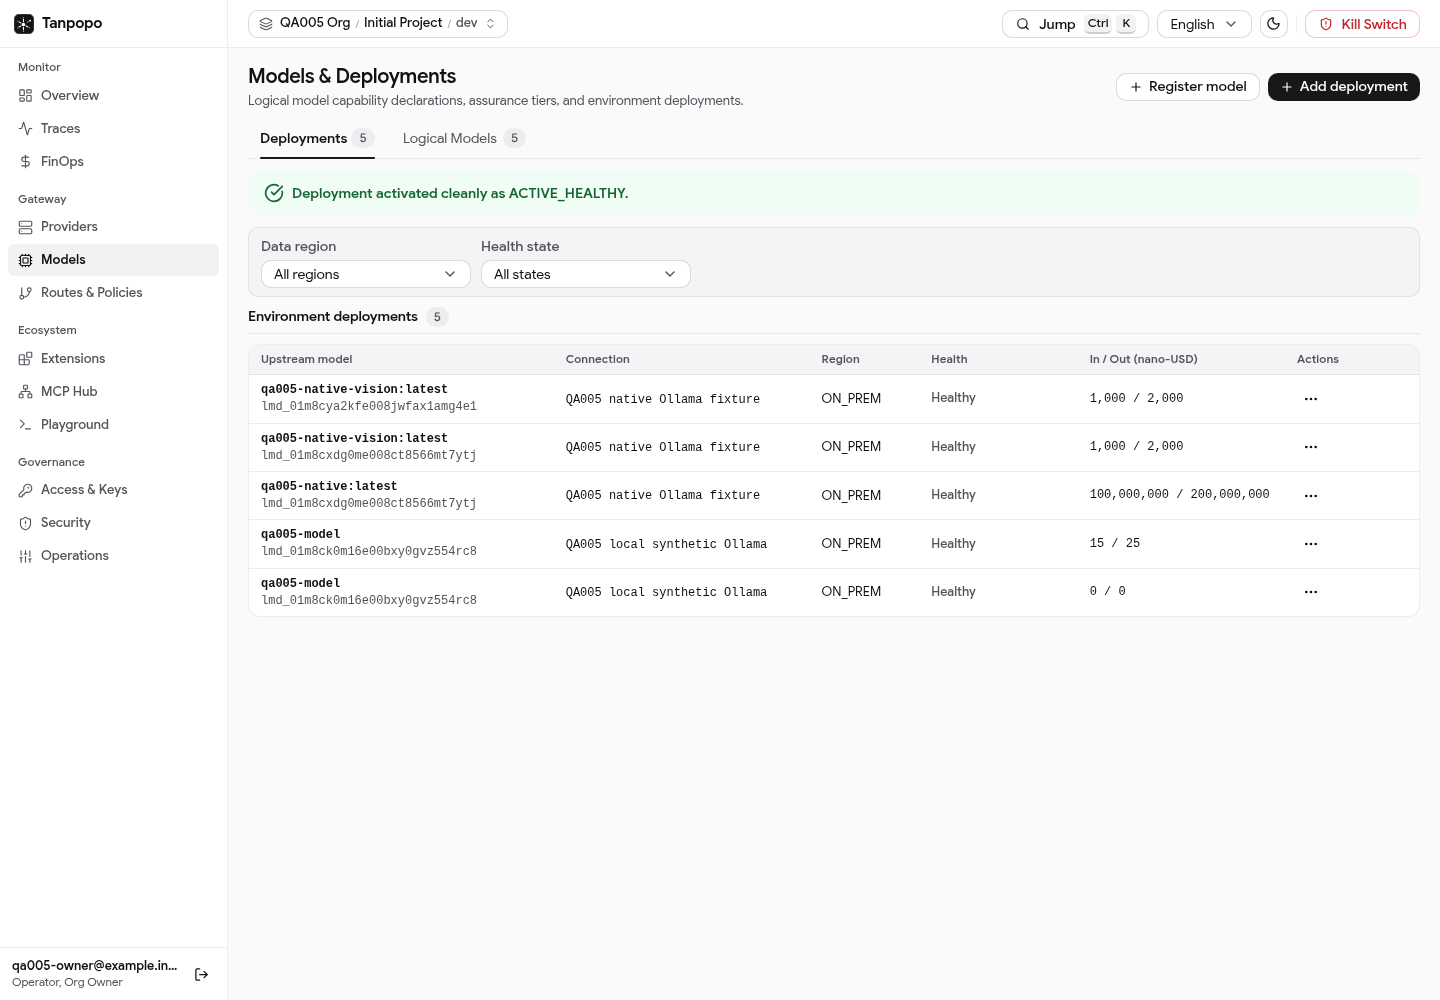 Tanpopo
QA005 Org / Initial Project / dev
Jump Ctrl K
English
Kill Switch
Monitor
Overview
Traces
FinOps
Gateway
Providers
Models
Routes & Policies
Ecosystem
Extensions
MCP Hub
Playground
Governance
Access & Keys
Security
Operations
qa005-owner@example.in...
Operator, Org Owner
Models & Deployments
Logical model capability declarations, assurance tiers, and environment deployments.
Register model
Add deployment
Deployments 5
Logical Models 5
Deployment activated cleanly as ACTIVE_HEALTHY.
Data region
All regions
Health state
All states
Environment deployments 5
Upstream model Connection Region Health In / Out (nano-USD) Actions
qa005-native-vision:latest
lmd_01m8cya2kfe008jwfax1amg4e1
QA005 native Ollama fixture ON_PREM Healthy 1,000 / 2,000
qa005-native-vision:latest
lmd_01m8cxdg0me008ct8566mt7ytj
QA005 native Ollama fixture ON_PREM Healthy 1,000 / 2,000
qa005-native:latest
lmd_01m8cxdg0me008ct8566mt7ytj
QA005 native Ollama fixture ON_PREM Healthy 100,000,000 / 200,000,000
qa005-model
lmd_01m8ck0m16e00bxy0gvz554rc8
QA005 local synthetic Ollama ON_PREM Healthy 15 / 25
qa005-model
lmd_01m8ck0m16e00bxy0gvz554rc8
QA005 local synthetic Ollama ON_PREM Healthy 0 / 0